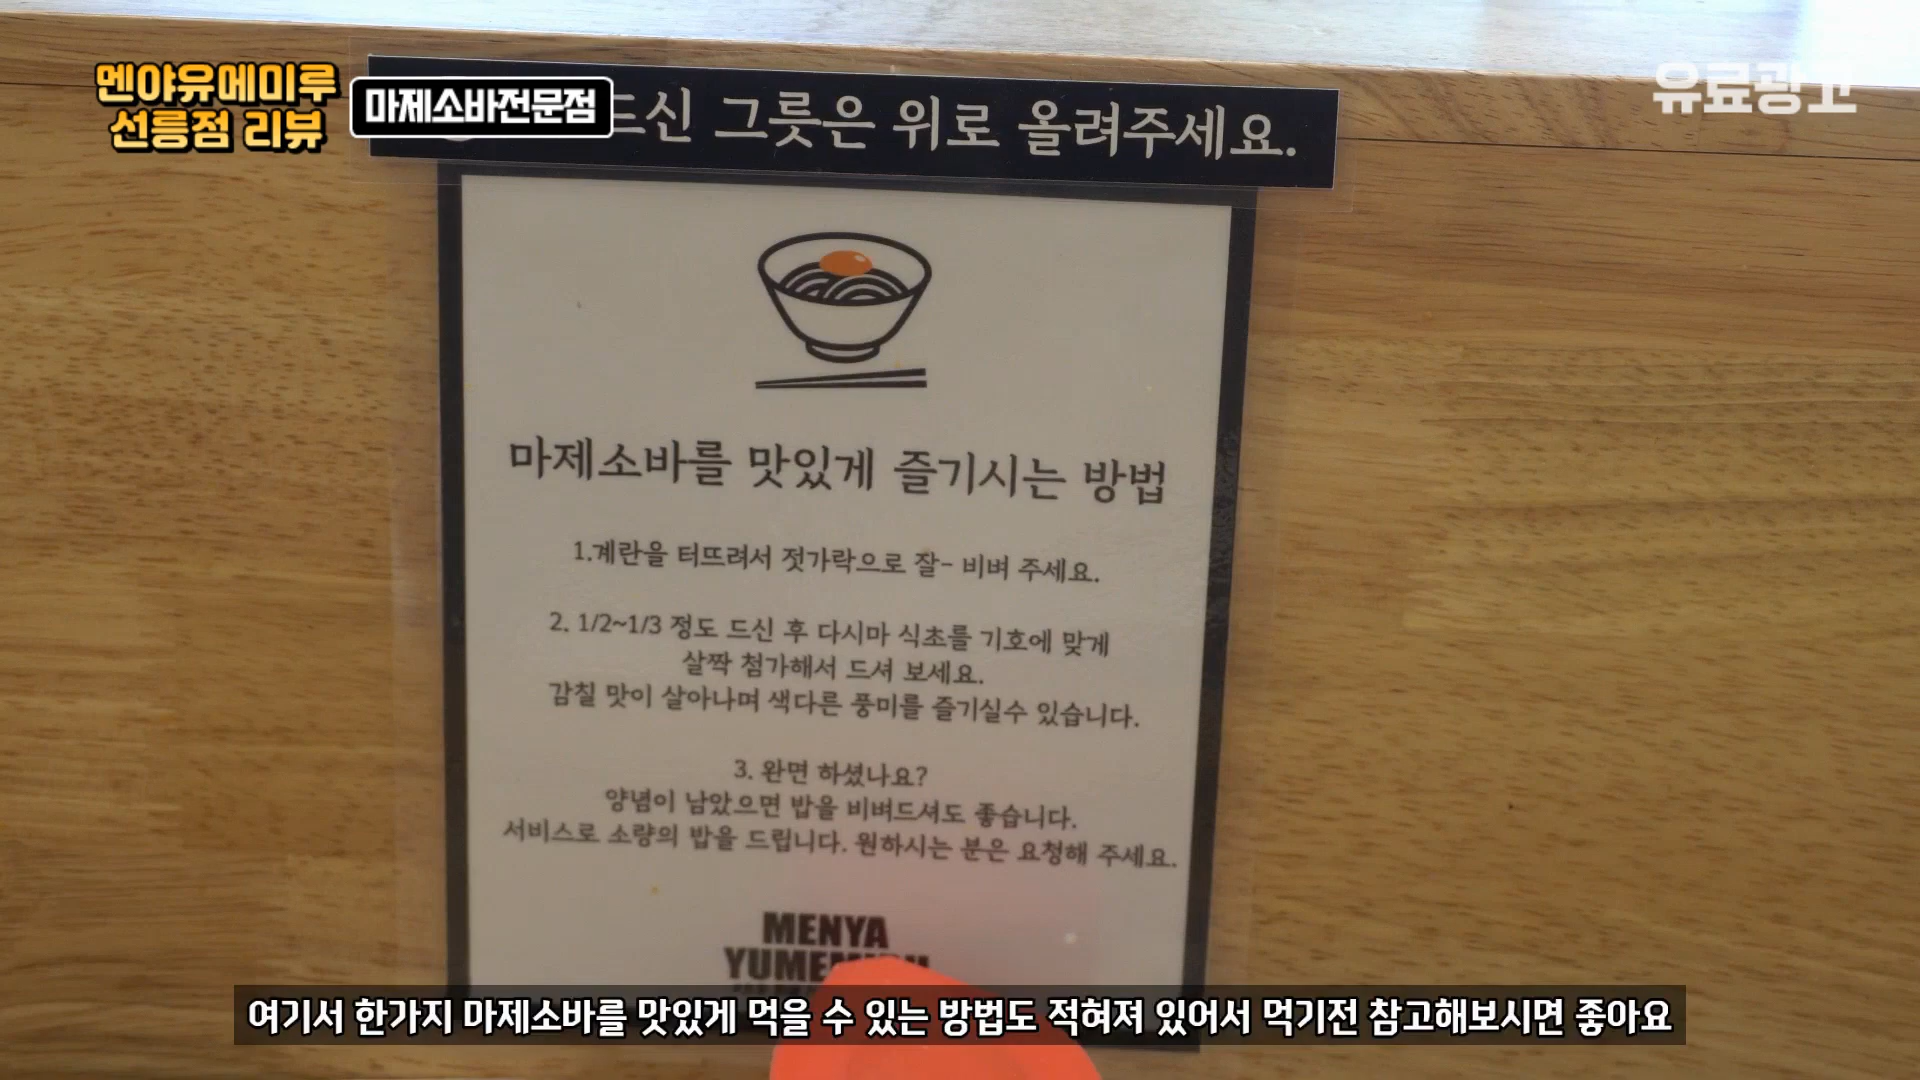 멘야유메미루
선릉점 리뷰
마제소바전문점
유료광고
드신 그릇은 위로 올려주세요.
마제소바를 맛있게 즐기시는 방법
1.계란을 터뜨려서 젓가락으로 잘- 비벼 주세요.
2. 1/2~1/3 정도 드신 후 다시마 식초를 기호에 맞게
살짝 첨가해서 드셔 보세요.
감칠 맛이 살아나며 색다른 풍미를 즐기실수 있습니다.
3. 완면 하셨나요?
양념이 남았으면 밥을 비벼드셔도 좋습니다.
서비스로 소량의 밥을 드립니다. 원하시는 분은 요청해 주세요.
MENYA
여기서 한가지 마제소바를 맛있게 먹을 수 있는 방법도 적혀져 있어서 먹기전 참고해보시면 좋아요